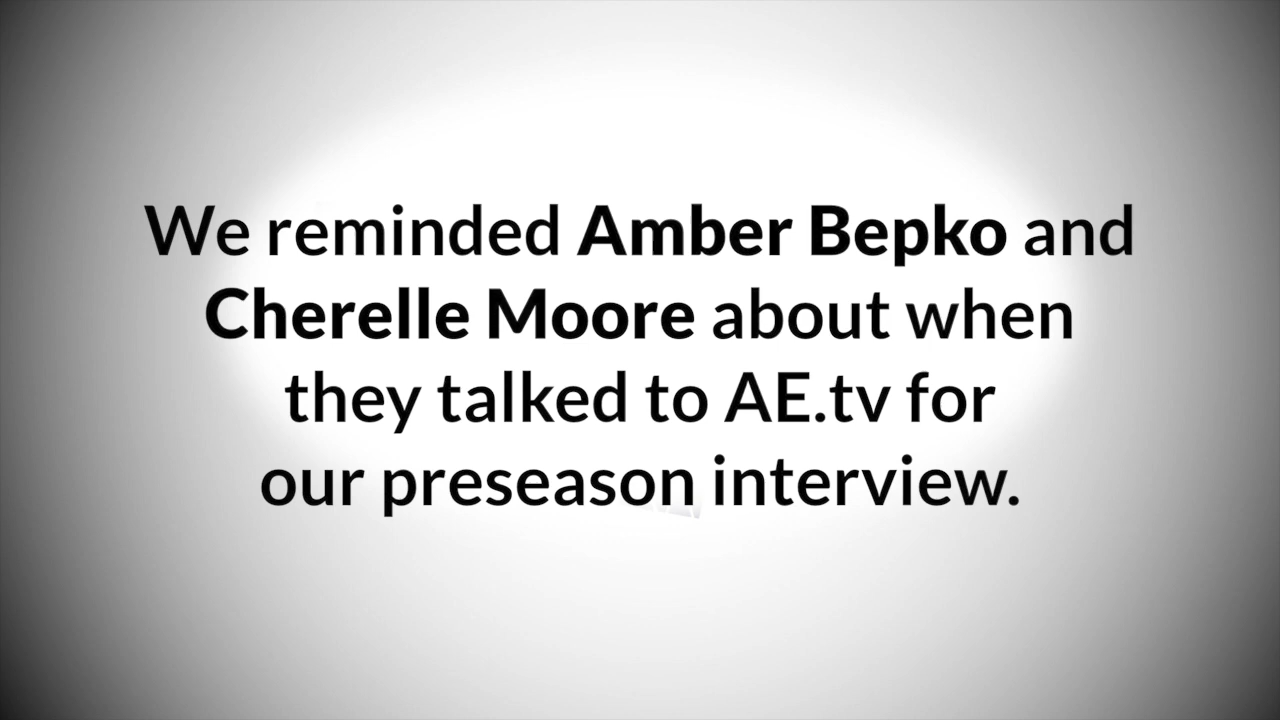 We reminded Amber Bepko and
Cherelle Moore about when
they talked to AE.tv for
our preseason interview.